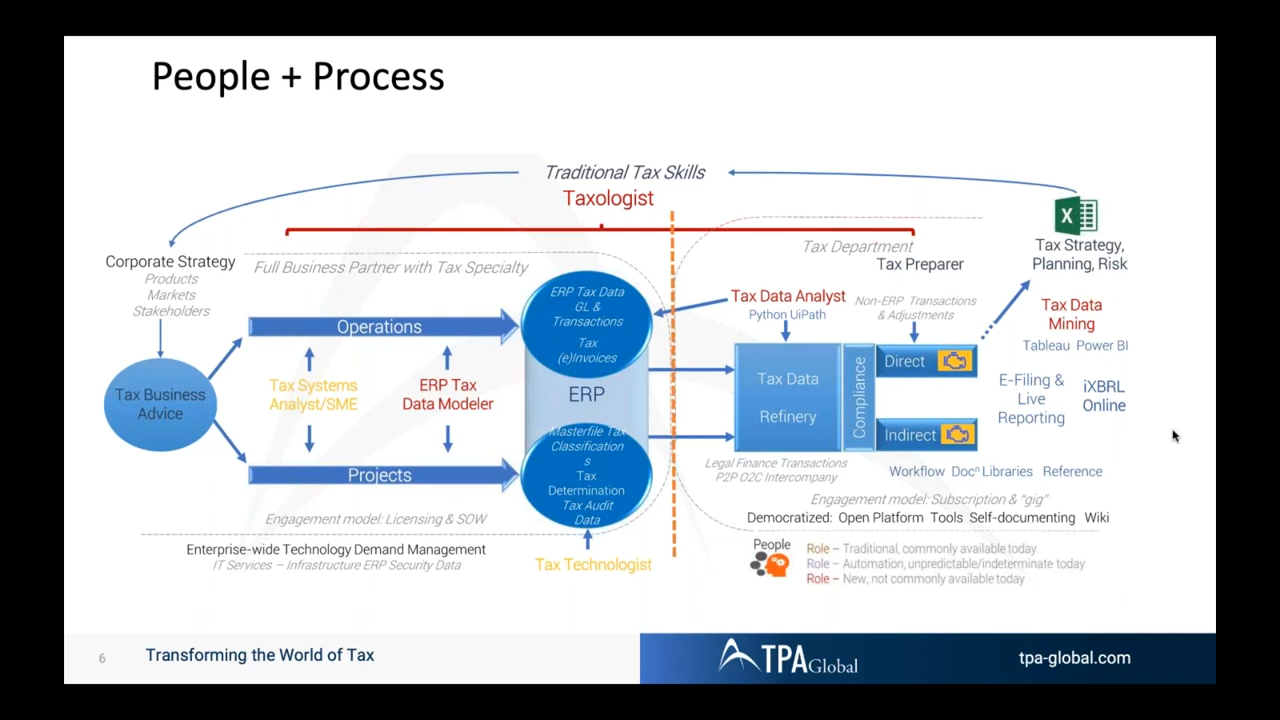 People + Process
Traditional Tax Skills
Taxologist
Corporate Strategy
Products
Markets
Stakeholders
Full Business Partner with Tax Specialty
Tax Business
Advice
Operations
Tax Systems
Analyst/SME
ERP Tax
Data Modeler
Projects
Engagement model: Licensing & SOW
Enterprise-wide Technology Demand Management
IT Services – Infrastructure ERP Security Data
ERP Tax Data
GL &
Transactions
Tax
(e)Invoices
ERP
Masterfile Tax
Classification
s
Tax
Determination
Tax Audit
Data
Tax Technologist
Tax Department
Tax Preparer
Tax Data Analyst
Python UiPath
Non-ERP Transactions
& Adjustments
Tax Data
Refinery
Compliance
Direct
Indirect
Legal Finance Transactions
P2P O2C Intercompany
X
Tax Strategy,
Planning, Risk
Tax Data
Mining
Tableau Power BI
E-Filing &
Live
Reporting
iXBRL
Online
Workflow Docⁿ Libraries Reference
Engagement model: Subscription & "gig"
Democratized: Open Platform Tools Self-documenting Wiki
People
Role – Traditional, commonly available today
Role – Automation, unpredictable/indeterminate today
Role – New, not commonly available today
6
Transforming the World of Tax
TPA Global
tpa-global.com